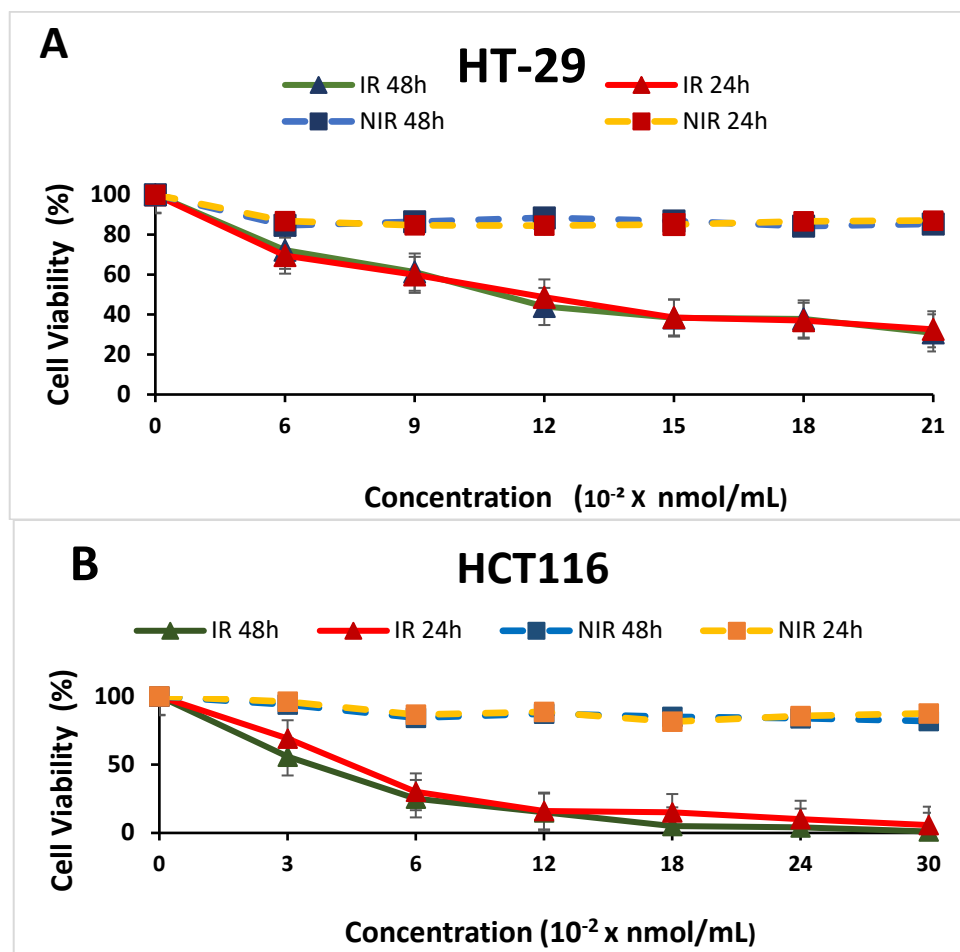 A
HT-29
IR 48h
IR 24h
NIR 48h
NIR 24h
Cell Viability (%)
100
80
60
40
20
0
0 6 9 12 15 18 21
Concentration (10⁻² X nmol/mL)
B
HCT116
IR 48h IR 24h NIR 48h NIR 24h
Cell Viability (%)
100
50
0
0 3 6 12 18 24 30
Concentration (10⁻² x nmol/mL)